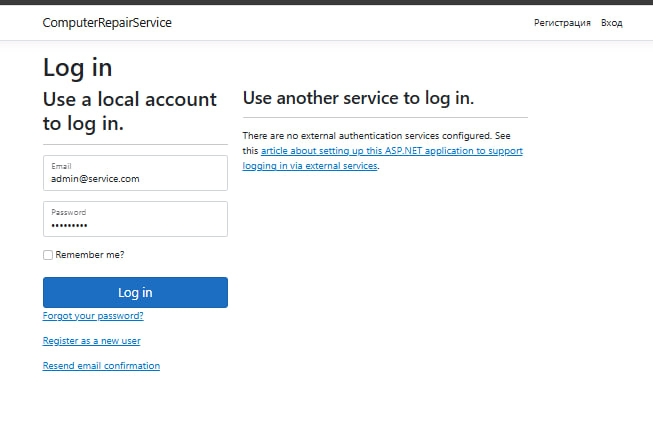 ComputerRepairService
Регистрация Вход
Log in
Use a local account
to log in.
Email
admin@service.com
Password
•••••••••
Remember me?
Log in
Forgot your password?
Register as a new user
Resend email confirmation
Use another service to log in.
There are no external authentication services configured. See
this article about setting up this ASP.NET application to support
logging in via external services.